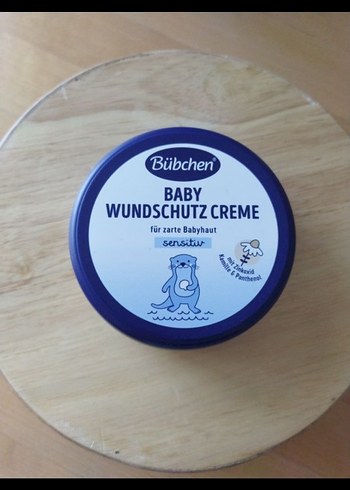 Bübchen
BABY
WUNDSCHUTZ CREME
für zarte Babyhaut
sensitiv
mit Zinkoxid
Kamille & Panthenol